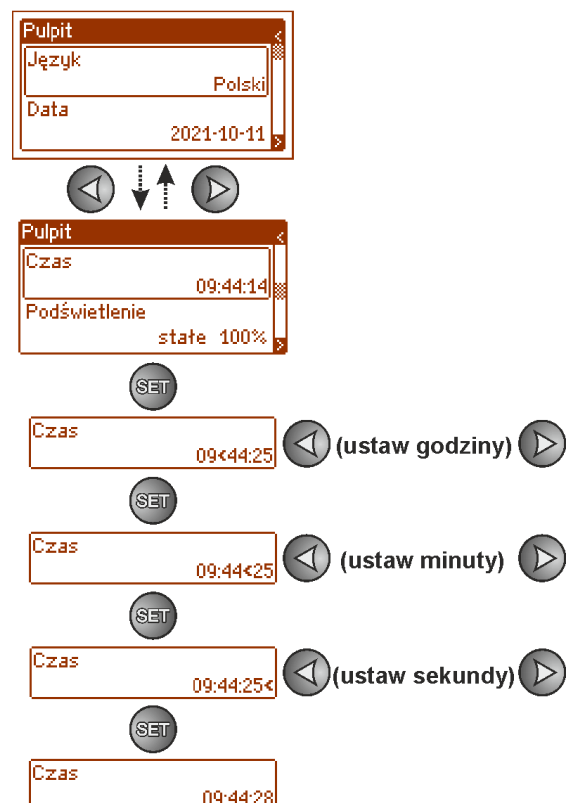 Pulpit
Język
Polski
Data
2021-10-11
Pulpit
Czas
09:44:14
Podświetlenie
stałe 100%
SET
Czas
09<44:25
(ustaw godziny)
SET
Czas
09:44<25
(ustaw minuty)
SET
Czas
09:44:25<
(ustaw sekundy)
SET
Czas
09:44:28